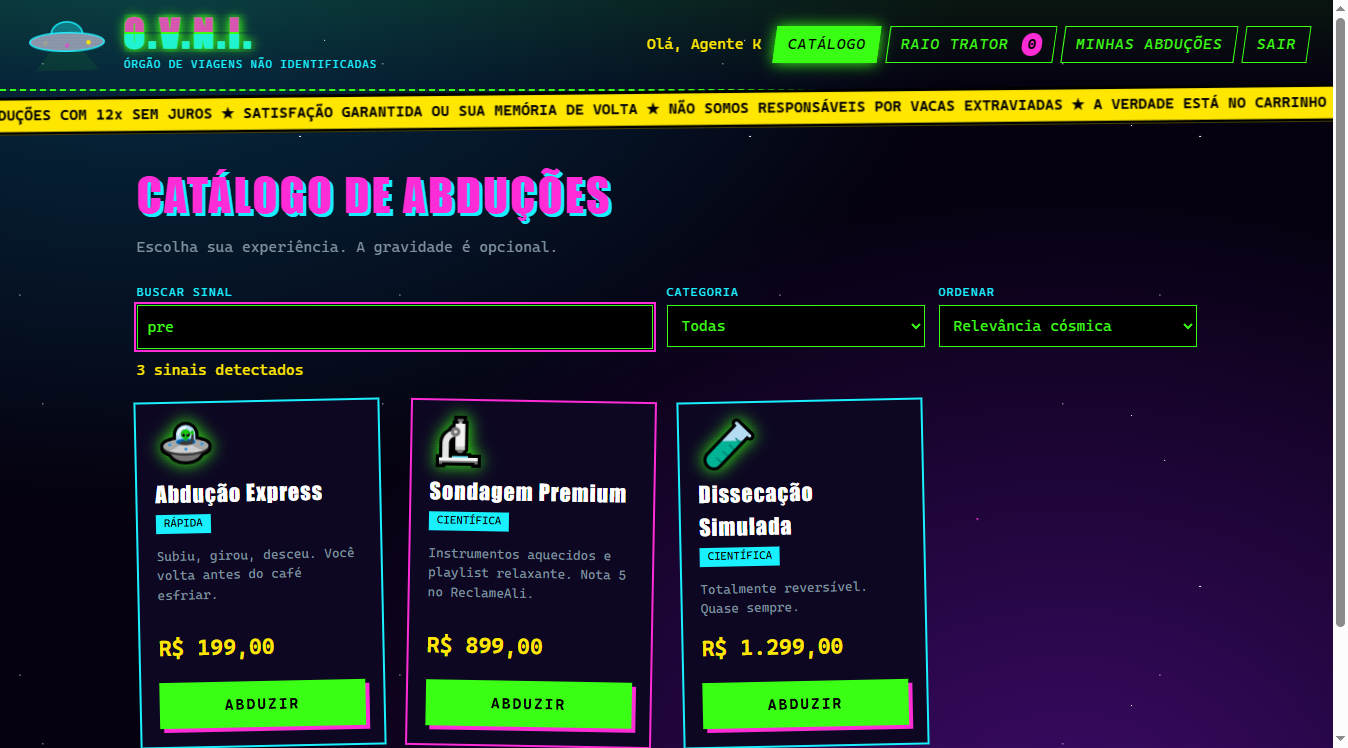 O.V.N.I.
ÓRGÃO DE VIAGENS NÃO IDENTIFICADAS
Olá, Agente K
CATÁLOGO
RAIO TRATOR 0
MINHAS ABDUÇÕES
SAIR
DUÇÕES COM 12x SEM JUROS ★ SATISFAÇÃO GARANTIDA OU SUA MEMÓRIA DE VOLTA ★ NÃO SOMOS RESPONSÁVEIS POR VACAS EXTRAVIADAS ★ A VERDADE ESTÁ NO CARRINHO
CATÁLOGO DE ABDUÇÕES
Escolha sua experiência. A gravidade é opcional.
BUSCAR SINAL
pre
CATEGORIA
Todas
ORDENAR
Relevância cósmica
3 sinais detectados
Abdução Express
RÁPIDA
Subiu, girou, desceu. Você
volta antes do café
esfriar.
R$ 199,00
ABDUZIR
Sondagem Premium
CIENTÍFICA
Instrumentos aquecidos e
playlist relaxante. Nota 5
no ReclameAli.
R$ 899,00
ABDUZIR
Dissecação
Simulada
CIENTÍFICA
Totalmente reversível.
Quase sempre.
R$ 1.299,00
ABDUZIR